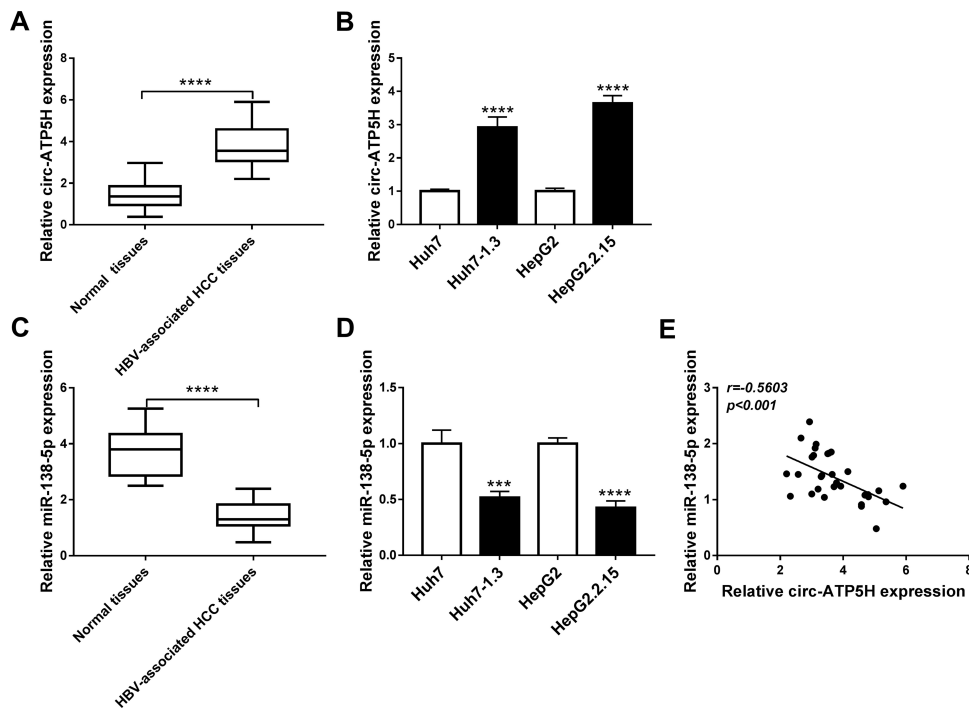 A
Relative circ-ATP5H expression
8
6
4
2
0
****
Normal tissues
HBV-associated HCC tissues
B
Relative circ-ATP5H expression
5
4
3
2
1
0
****
****
Huh7
Huh7-1.3
HepG2
HepG2.2.15
C
Relative miR-138-5p expression
6
4
2
0
****
Normal tissues
HBV-associated HCC tissues
D
Relative miR-138-5p expression
1.5
1.0
0.5
0.0
***
****
Huh7
Huh7-1.3
HepG2
HepG2.2.15
E
Relative miR-138-5p expression
3
2
1
0
r=-0.5603
p<0.001
0 2 4 6 8
Relative circ-ATP5H expression